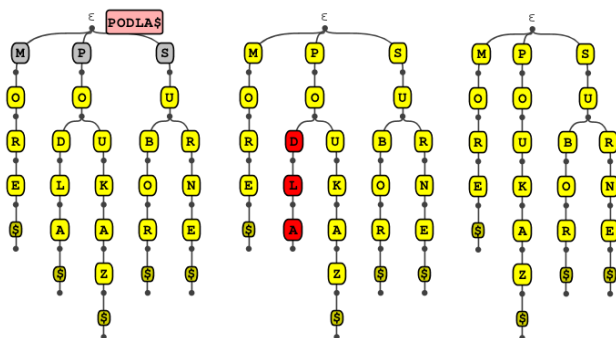 ε PODLA$ ε ε
M P S M P S M P S
O O U O O U O O U
R D U B R R D U B R R U B R
E L K O N E L K O N E K O N
$ A A R E $ A A R E $ A R E
$ Z $ $ Z $ $ Z $ $
$ $ $